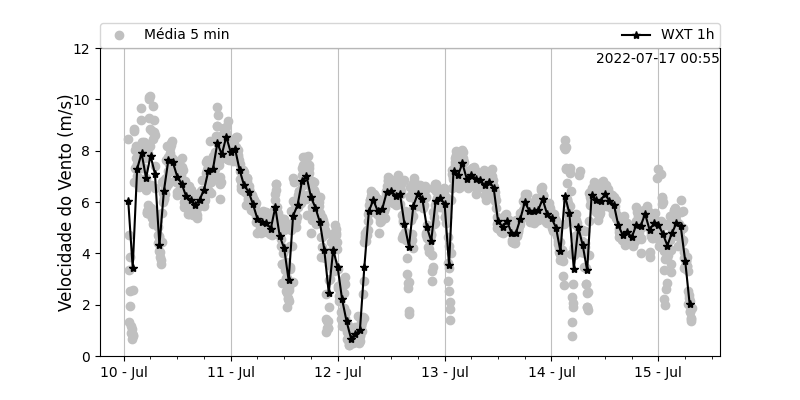 Média 5 min
WXT 1h
2022-07-17 00:55
Velocidade do Vento (m/s)
12
10
8
6
4
2
0
10 - Jul
11 - Jul
12 - Jul
13 - Jul
14 - Jul
15 - Jul